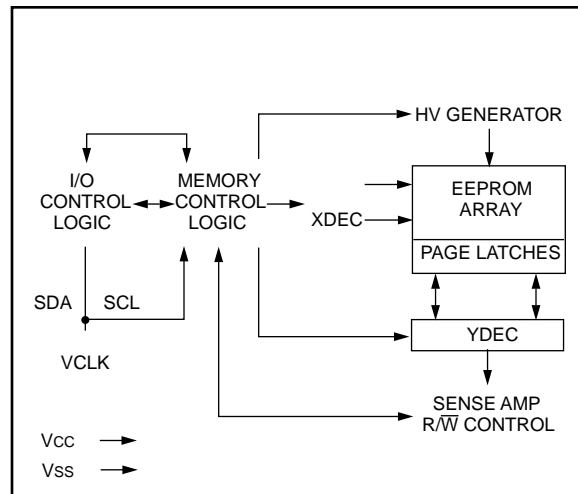 HV GENERATOR
I/O
CONTROL
LOGIC
MEMORY
CONTROL
LOGIC
XDEC
EEPROM
ARRAY
PAGE LATCHES
SDA
SCL
VCLK
YDEC
SENSE AMP
R/W̅ CONTROL
VCC
VSS